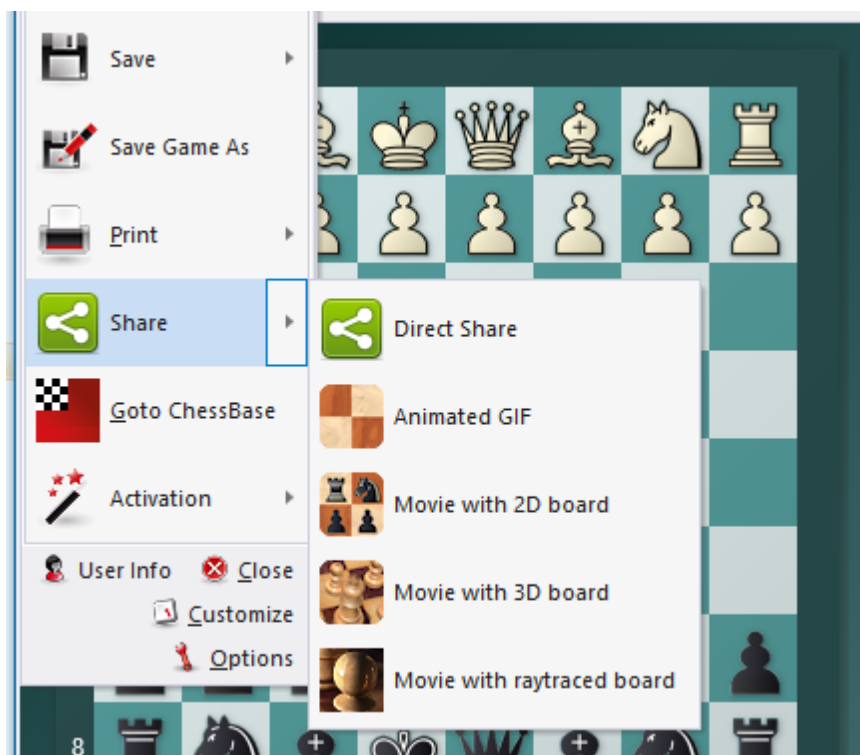 Save
Save Game As
Print
Share
Goto ChessBase
Activation
User Info
Close
Customize
Options
Direct Share
Animated GIF
Movie with 2D board
Movie with 3D board
Movie with raytraced board
8